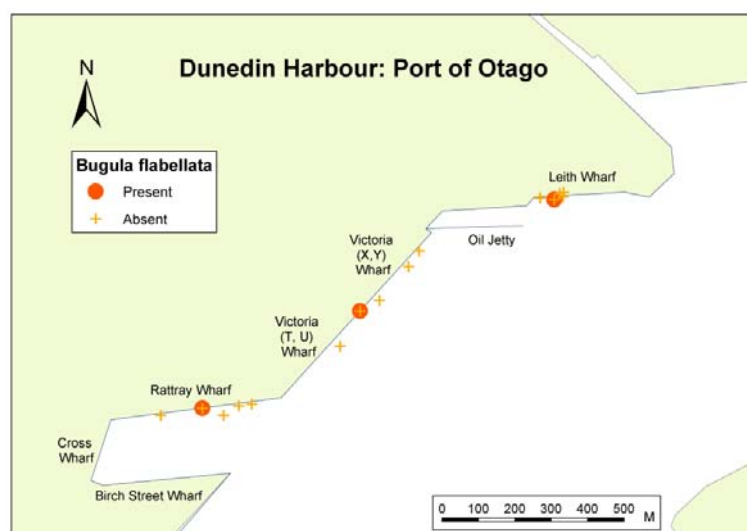 Dunedin Harbour: Port of Otago
N
Bugula flabellata
Present
Absent
Leith Wharf
Oil Jetty
Victoria
(X,Y)
Wharf
Victoria
(T, U)
Wharf
Rattray Wharf
Cross
Wharf
Birch Street Wharf
0 100 200 300 400 500 M